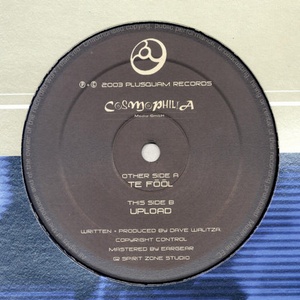 ℗ + © 2003 PLUSQUAM RECORDS
COSMOPHILIA
OTHER SIDE A
TE FÖÖL
THIS SIDE B
UPLOAD
WRITTEN + PRODUCED BY DAVE WALITZA
COPYRIGHT CONTROL
MASTERED BY EARGEAR
@ SPIRIT ZONE STUDIO